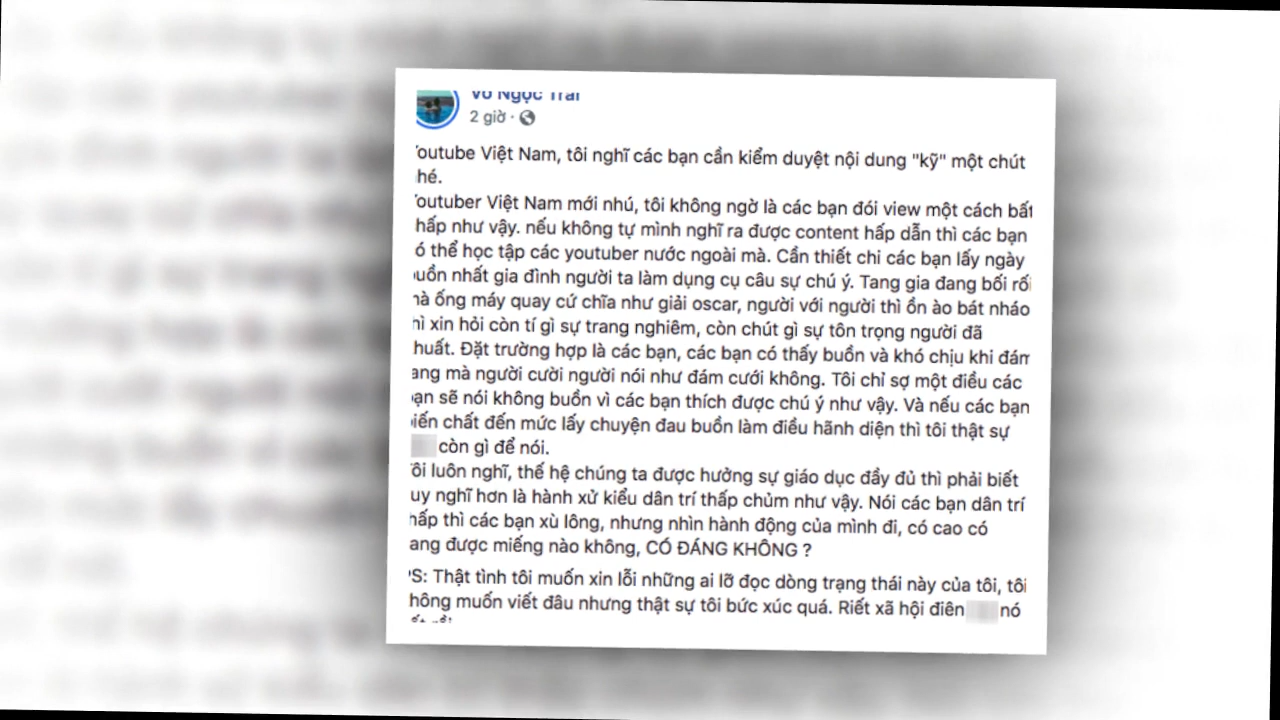 Võ Ngọc Trai
2 giờ ·
outube Việt Nam, tôi nghĩ các bạn cần kiểm duyệt nội dung "kỹ" một chút
hé.
outuber Việt Nam mới nhú, tôi không ngờ là các bạn đói view một cách bất
hấp như vậy. nếu không tự mình nghĩ ra được content hấp dẫn thì các bạn
ó thể học tập các youtuber nước ngoài mà. Cần thiết chi các bạn lấy ngày
uồn nhất gia đình người ta làm dụng cụ câu sự chú ý. Tang gia đang bối rối
à ống máy quay cứ chĩa như giải oscar, người với người thì ồn ào bát nháo
hì xin hỏi còn tí gì sự trang nghiêm, còn chút gì sự tôn trọng người đã
huất. Đặt trường hợp là các bạn, các bạn có thấy buồn và khó chịu khi đám
ang mà người cười người nói như đám cưới không. Tôi chỉ sợ một điều các
ạn sẽ nói không buồn vì các bạn thích được chú ý như vậy. Và nếu các bạn
iến chất đến mức lấy chuyện đau buồn làm điều hãnh diện thì tôi thật sự
còn gì để nói.
ôi luôn nghĩ, thế hệ chúng ta được hưởng sự giáo dục đầy đủ thì phải biết
uy nghĩ hơn là hành xử kiểu dân trí thấp chủm như vậy. Nói các bạn dân trí
hấp thì các bạn xù lông, nhưng nhìn hành động của mình đi, có cao có
ang được miếng nào không, CÓ ĐÁNG KHÔNG ?
PS: Thật tình tôi muốn xin lỗi những ai lỡ đọc dòng trạng thái này của tôi, tôi
hông muốn viết đâu nhưng thật sự tôi bức xúc quá. Riết xã hội điên nó